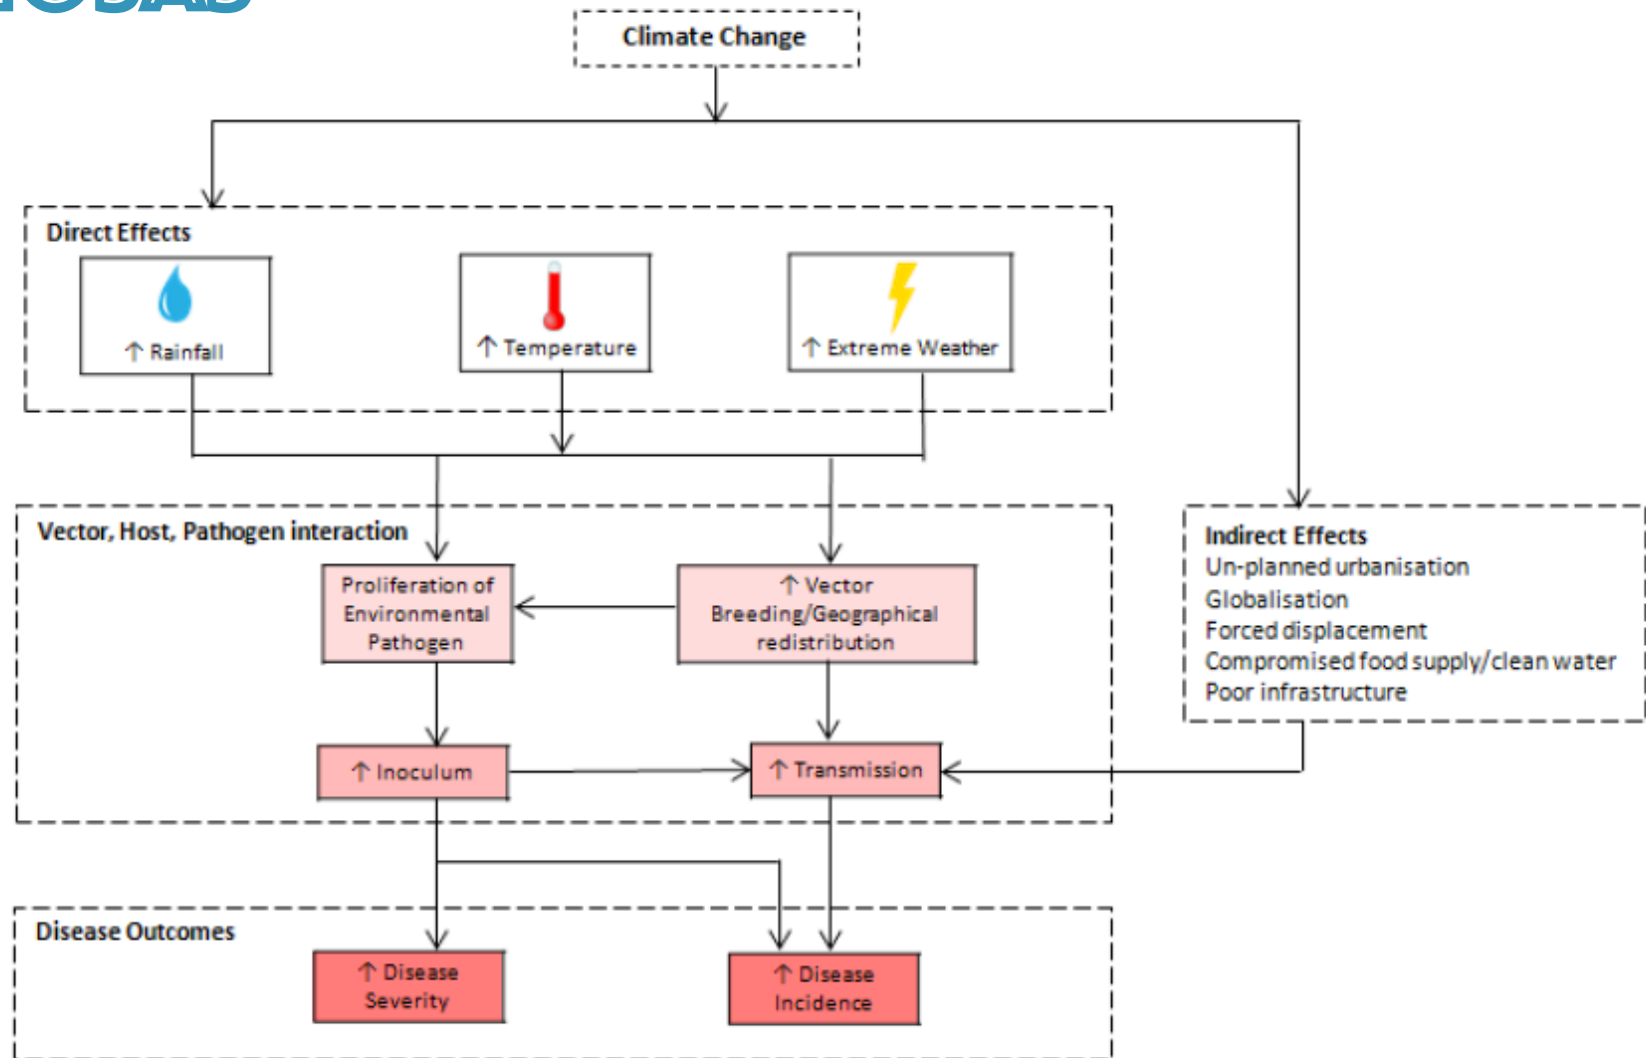 Climate Change
Direct Effects
↑ Rainfall
↑ Temperature
↑ Extreme Weather
Vector, Host, Pathogen interaction
Proliferation of
Environmental
Pathogen
↑ Vector
Breeding/Geographical
redistribution
Indirect Effects
Un-planned urbanisation
Globalisation
Forced displacement
Compromised food supply/clean water
Poor infrastructure
↑ Inoculum
↑ Transmission
Disease Outcomes
↑ Disease
Severity
↑ Disease
Incidence